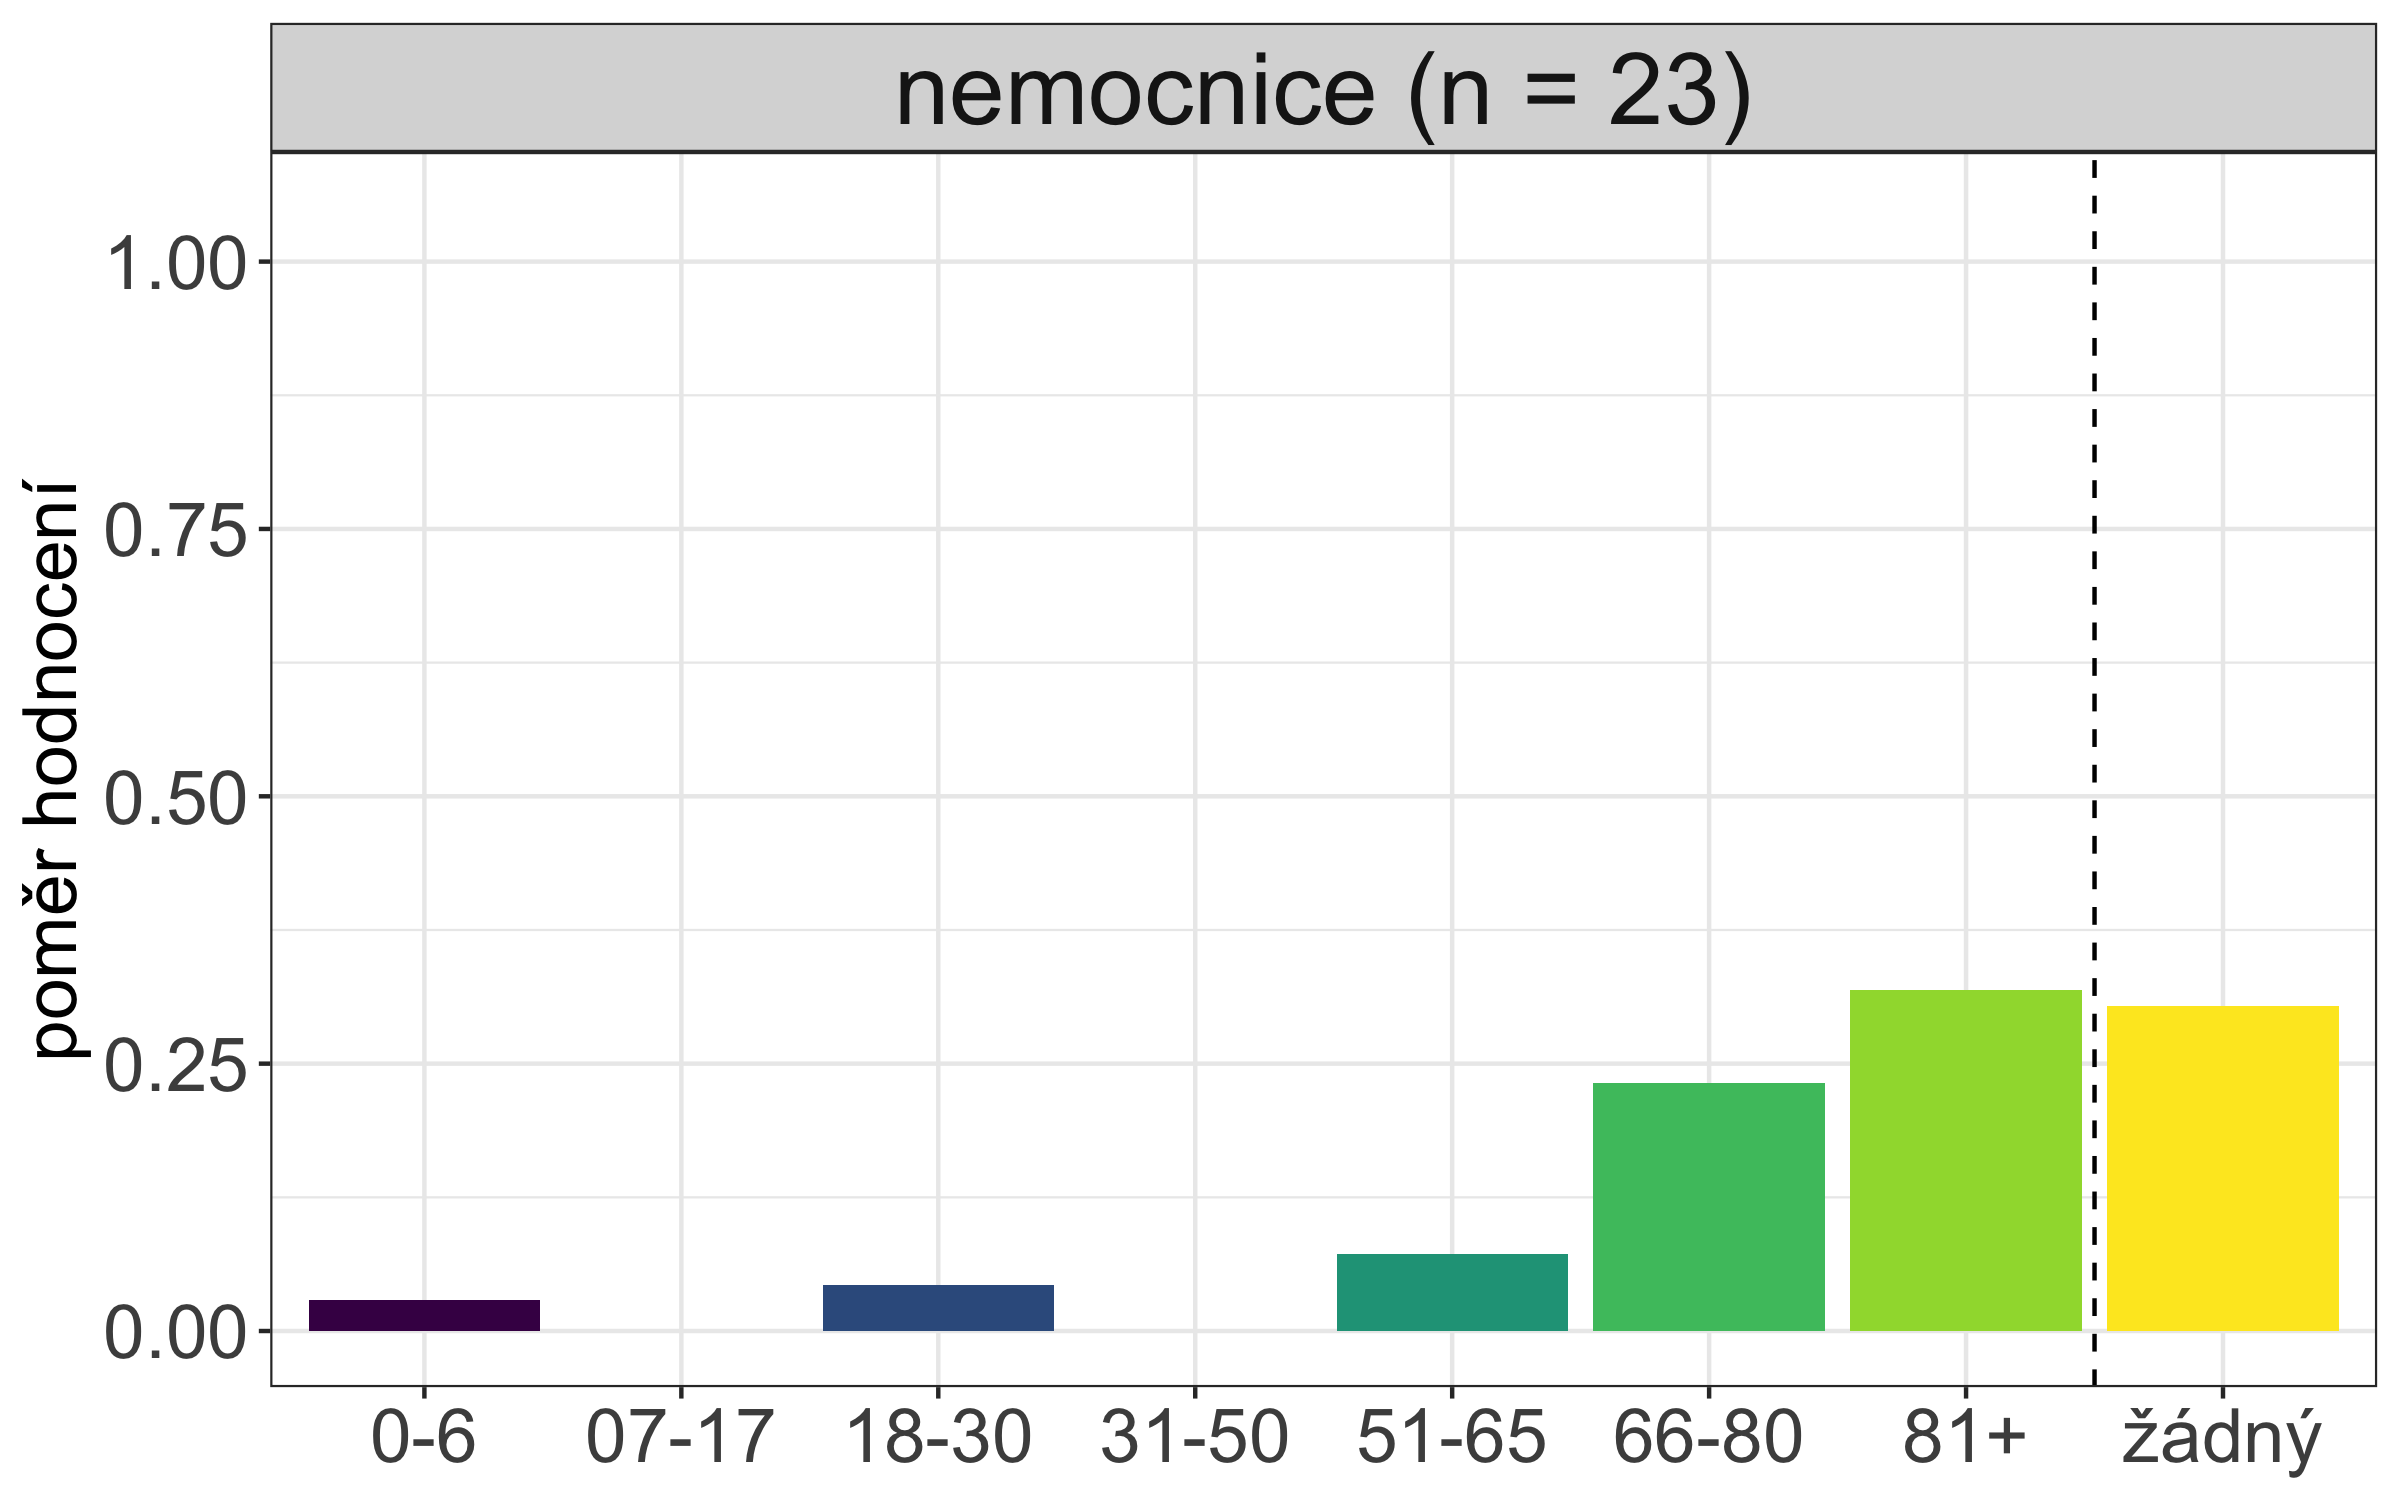 nemocnice (n = 23)
poměr hodnocení
1.00
0.75
0.50
0.25
0.00
0-6 07-17 18-30 31-50 51-65 66-80 81+ žádný